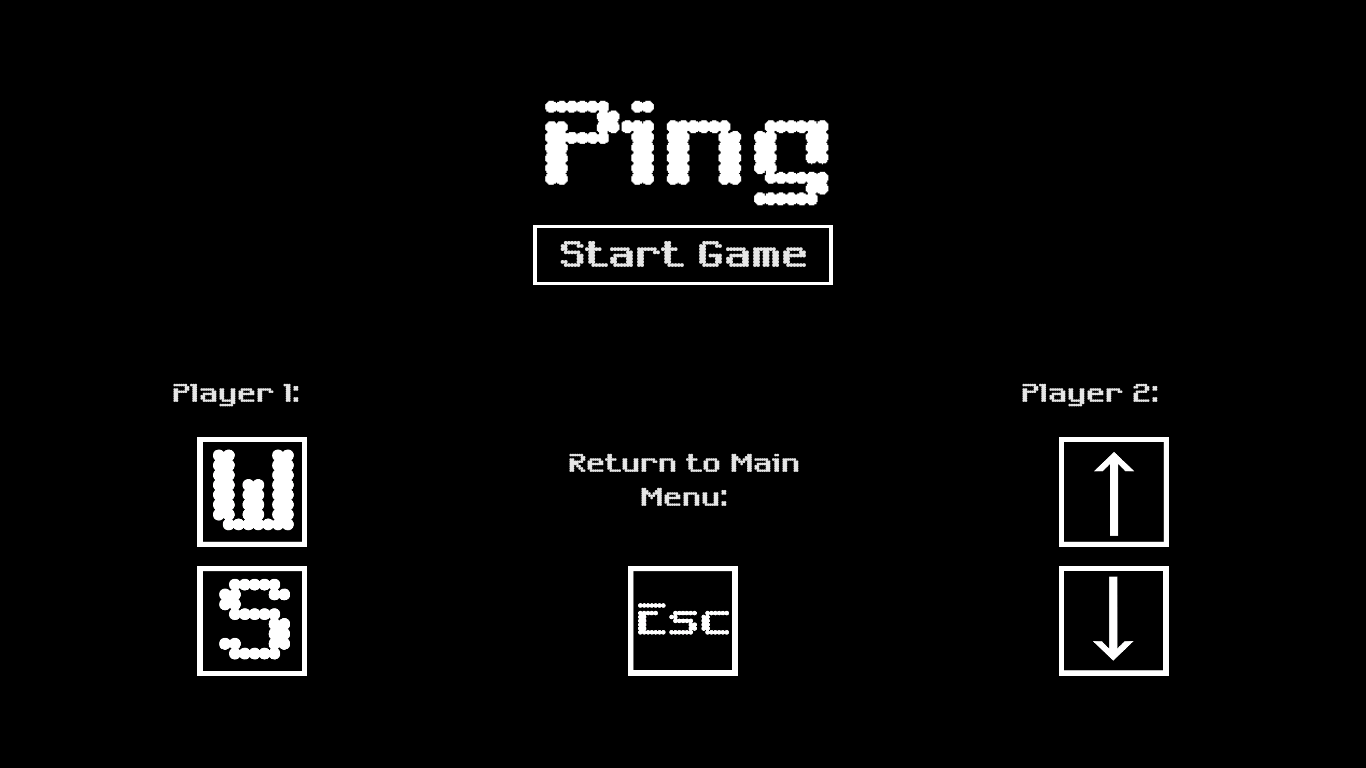 Ping
Start Game
Player 1:
W
S
Return to Main
Menu:
Esc
Player 2:
↑
↓